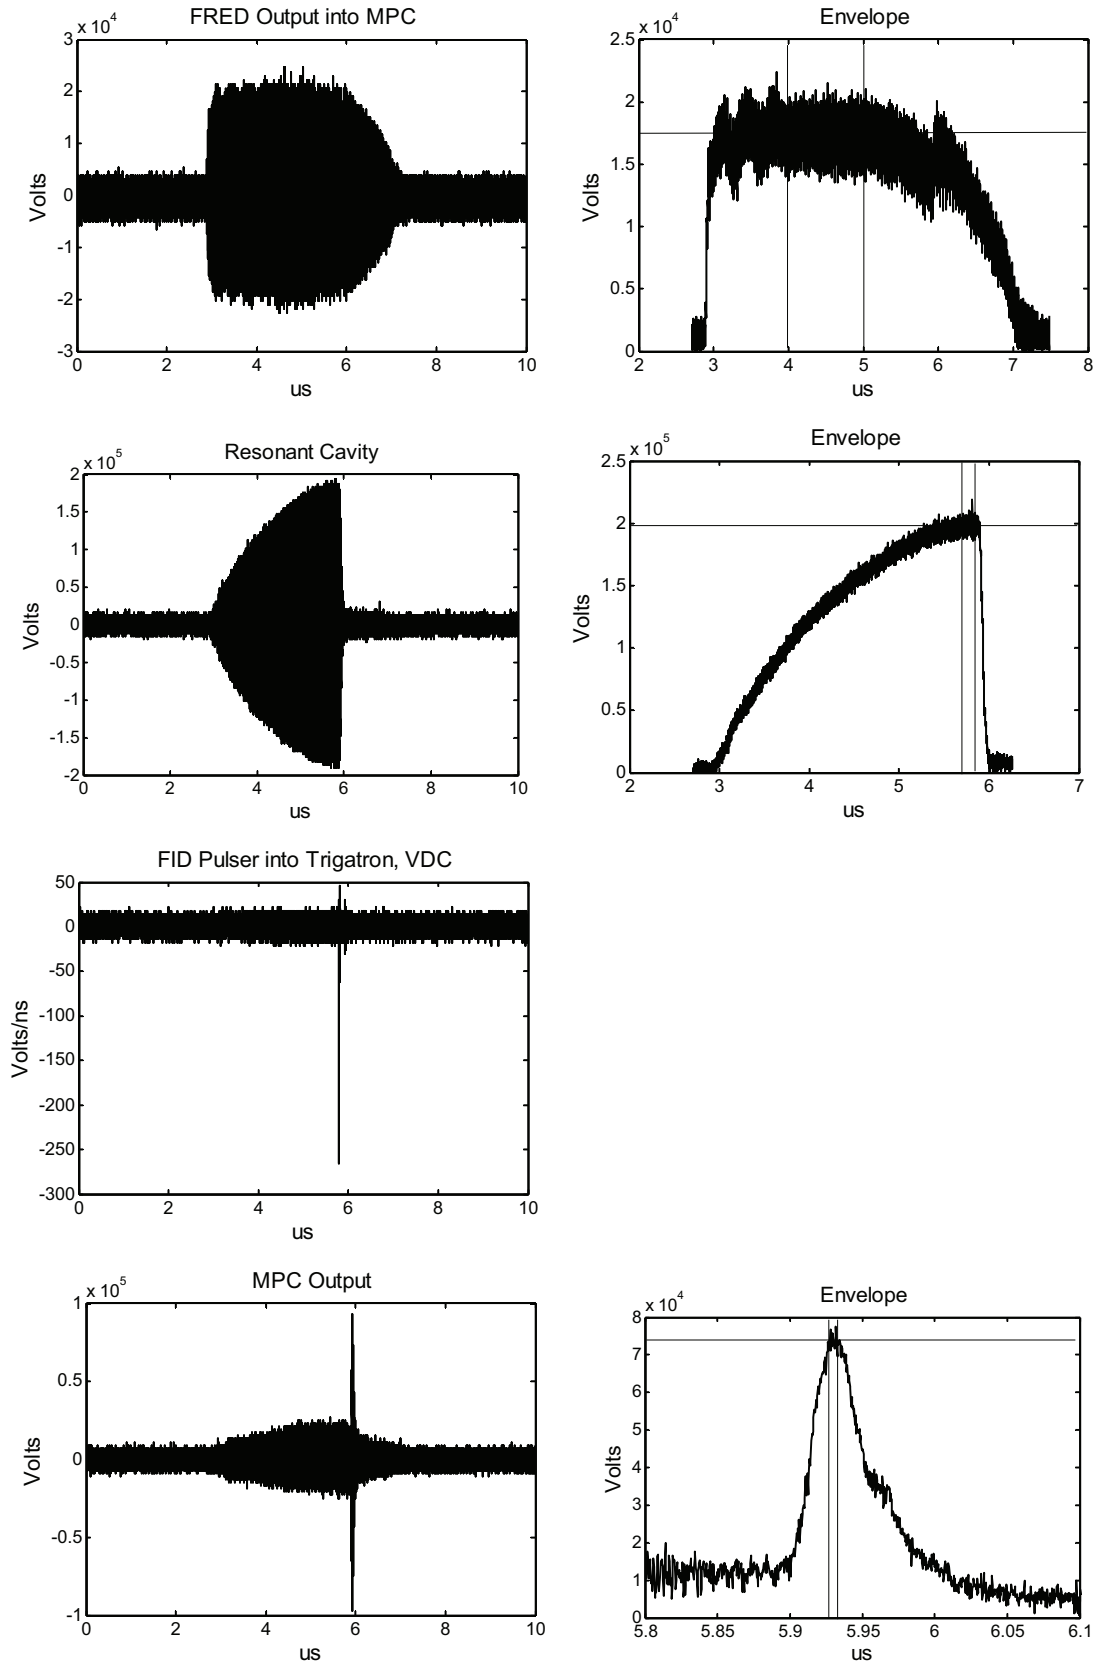 FRED Output into MPC
x 10^4
3
2
1
0
-1
-2
-3
Volts
0 2 4 6 8 10
us
Envelope
x 10^4
2.5
2
1.5
1
0.5
0
Volts
2 3 4 5 6 7 8
us
Resonant Cavity
x 10^5
2
1.5
1
0.5
0
-0.5
-1
-1.5
-2
Volts
0 2 4 6 8 10
us
Envelope
x 10^5
2.5
2
1.5
1
0.5
0
Volts
2 3 4 5 6 7
us
FID Pulser into Trigatron, VDC
50
0
-50
-100
-150
-200
-250
-300
Volts/ns
0 2 4 6 8 10
us
MPC Output
x 10^5
1
0.5
0
-0.5
-1
Volts
0 2 4 6 8 10
us
Envelope
x 10^4
8
7
6
5
4
3
2
1
0
Volts
5.8 5.85 5.9 5.95 6 6.05 6.1
us